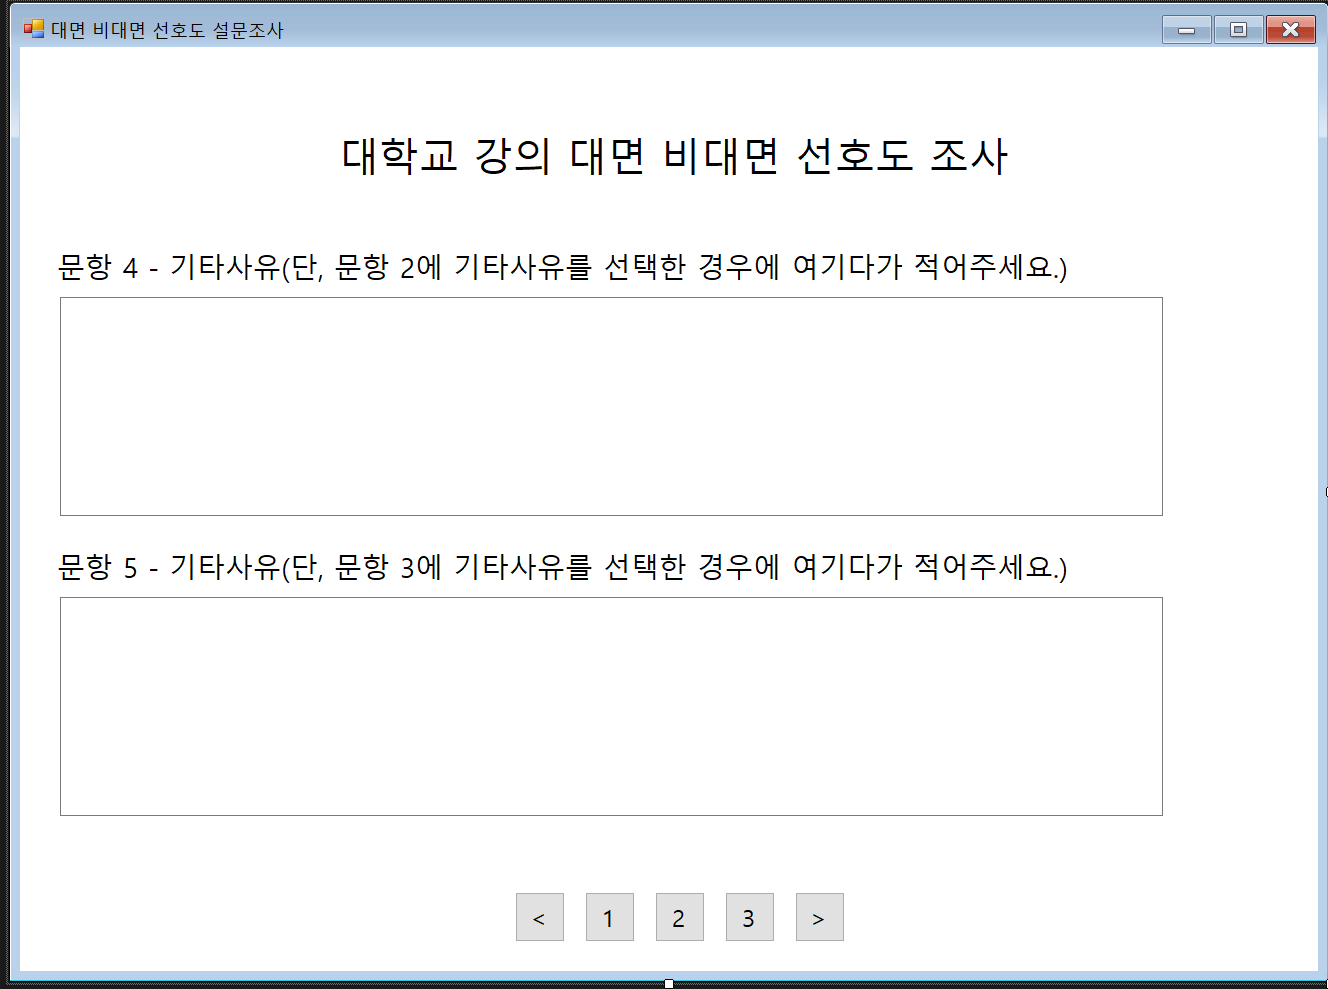 대면 비대면 선호도 설문조사
대학교 강의 대면 비대면 선호도 조사
문항 4 - 기타사유(단, 문항 2에 기타사유를 선택한 경우에 여기다가 적어주세요.)
문항 5 - 기타사유(단, 문항 3에 기타사유를 선택한 경우에 여기다가 적어주세요.)
< 1 2 3 >